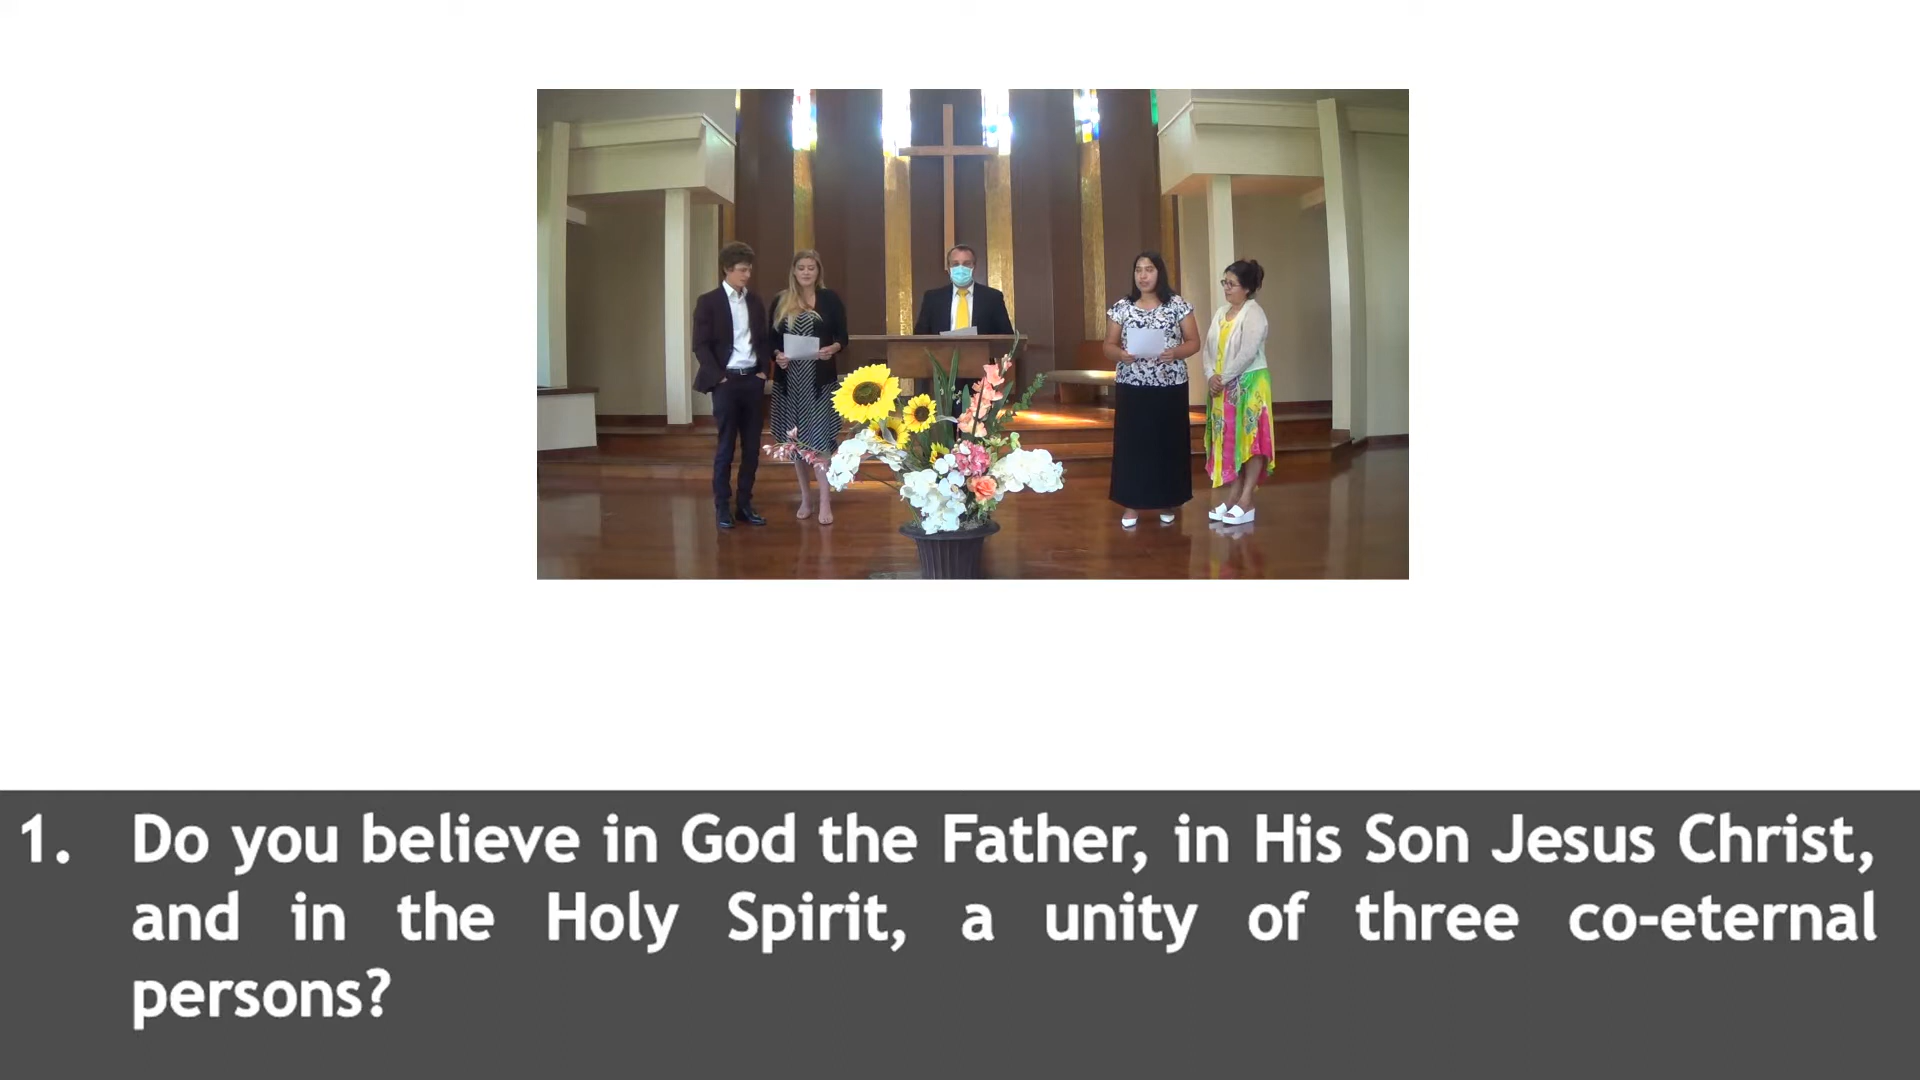 1. Do you believe in God the Father, in His Son Jesus Christ,
and in the Holy Spirit, a unity of three co-eternal
persons?